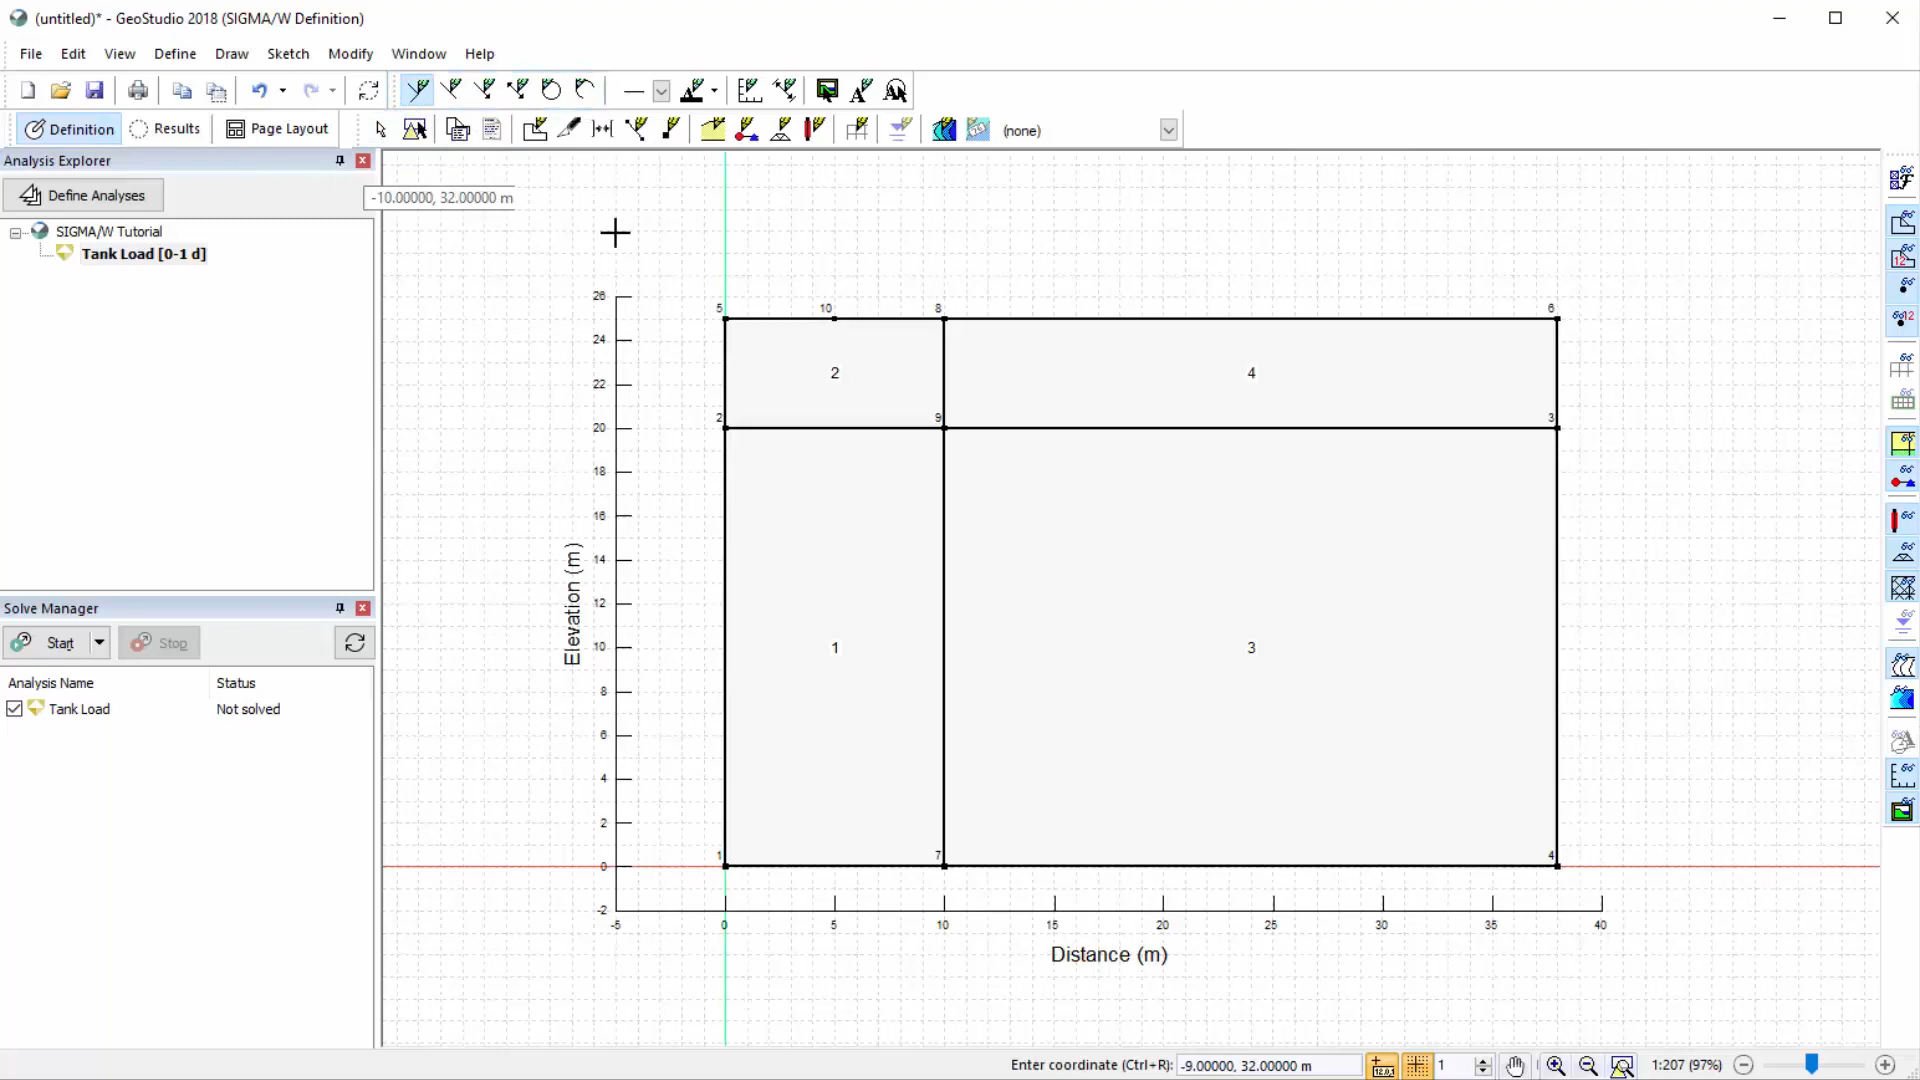 (untitled)* - GeoStudio 2018 (SIGMA/W Definition)
File Edit View Define Draw Sketch Modify Window Help
Definition Results Page Layout (none)
Analysis Explorer
Define Analyses
-10.00000, 32.00000 m
SIGMA/W Tutorial
Tank Load [0-1 d]
Solve Manager
Start Stop
Analysis Name Status
Tank Load Not solved
26
24
22
20
18
16
14
12
10
8
6
4
2
0
-2
Elevation (m)
5 10 8 6
2 4
2 9 3
1 3
1 7 4
-5 0 5 10 15 20 25 30 35 40
Distance (m)
Enter coordinate (Ctrl+R): -9.00000, 32.00000 m 1 1:207 (97%)